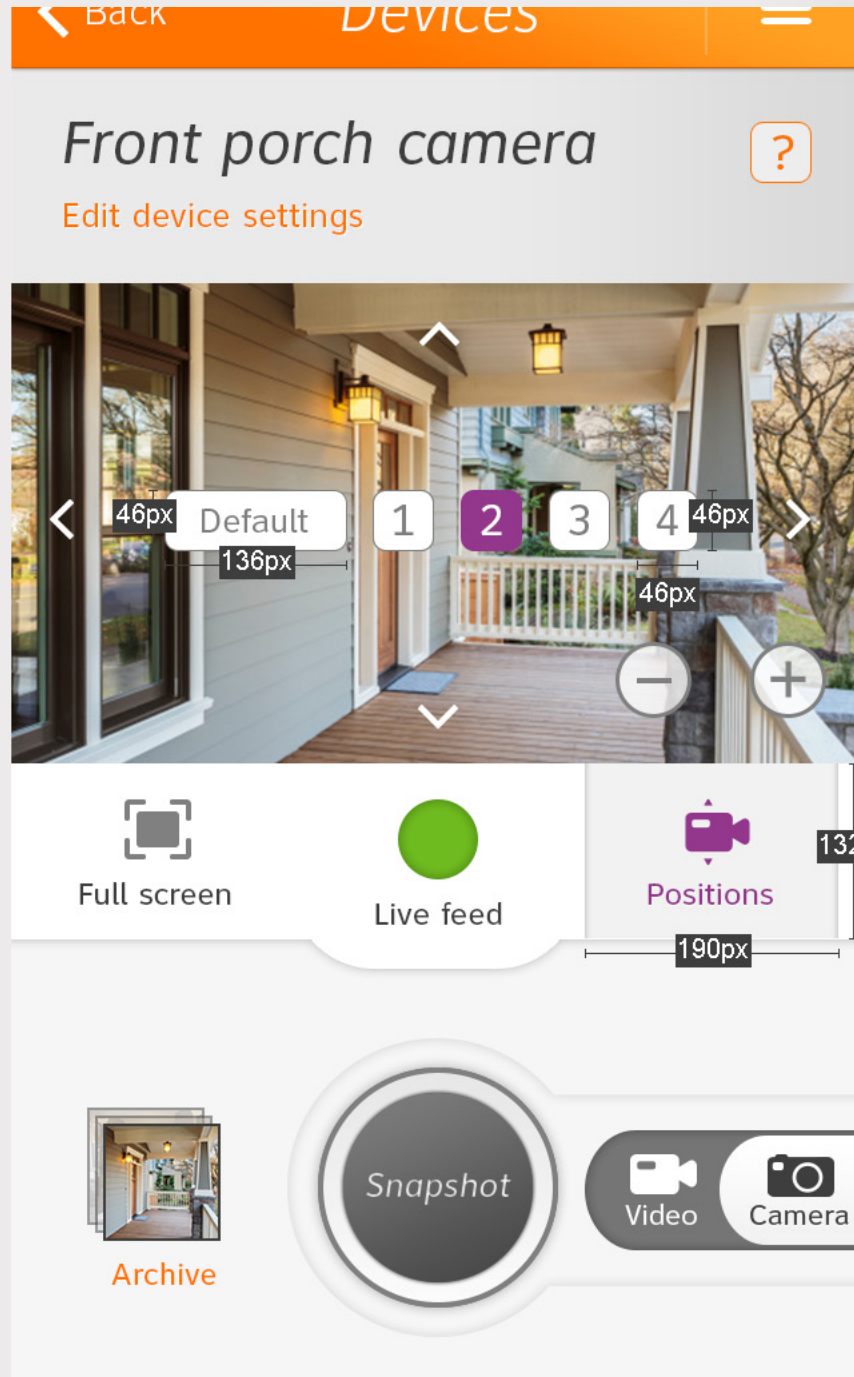 Back
Devices
Front porch camera
?
Edit device settings
46px
Default
1
2
3
4
46px
136px
46px
Full screen
Live feed
Positions
132
190px
Snapshot
Video
Camera
Archive